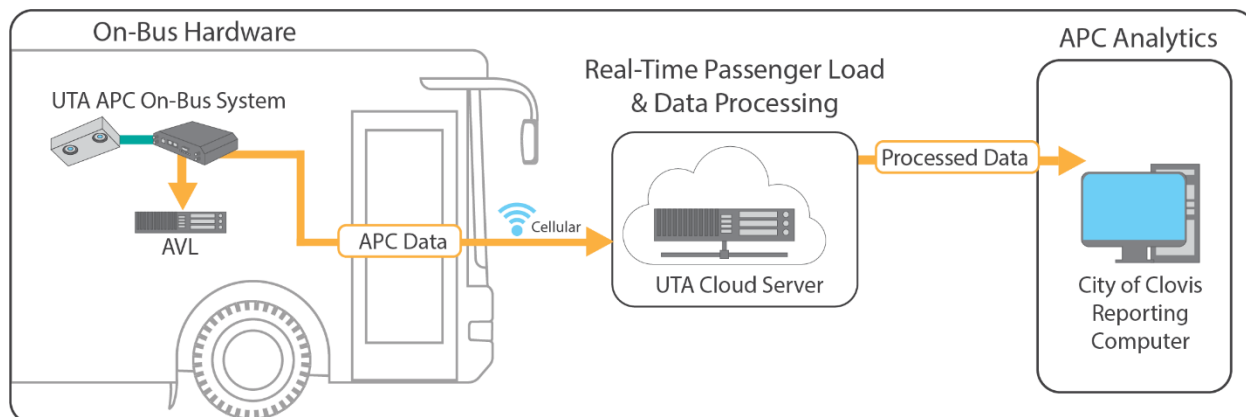 On-Bus Hardware
UTA APC On-Bus System
AVL
APC Data
Cellular
Real-Time Passenger Load
& Data Processing
UTA Cloud Server
Processed Data
APC Analytics
City of Clovis
Reporting
Computer